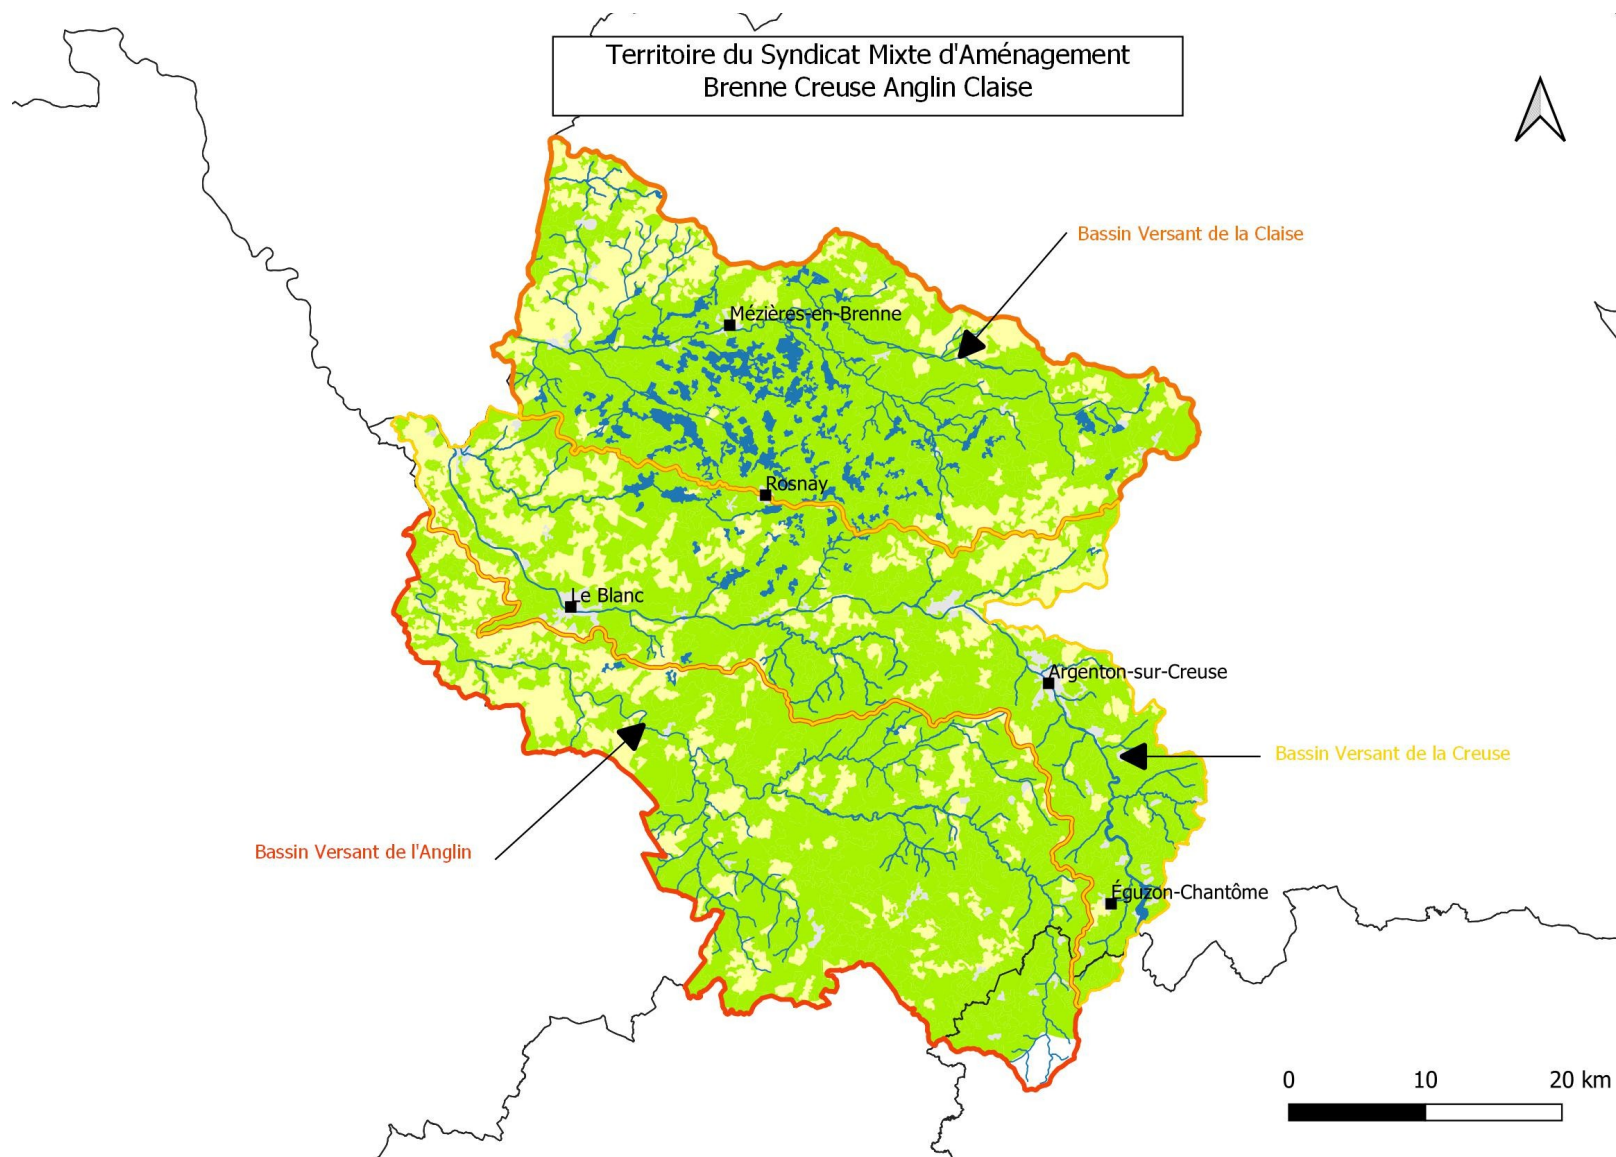 Territoire du Syndicat Mixte d'Aménagement
Brenne Creuse Anglin Claise
Bassin Versant de la Claise
Mézières-en-Brenne
Rosnay
Le Blanc
Argenton-sur-Creuse
Bassin Versant de la Creuse
Bassin Versant de l'Anglin
Éguzon-Chantôme
0 10 20 km